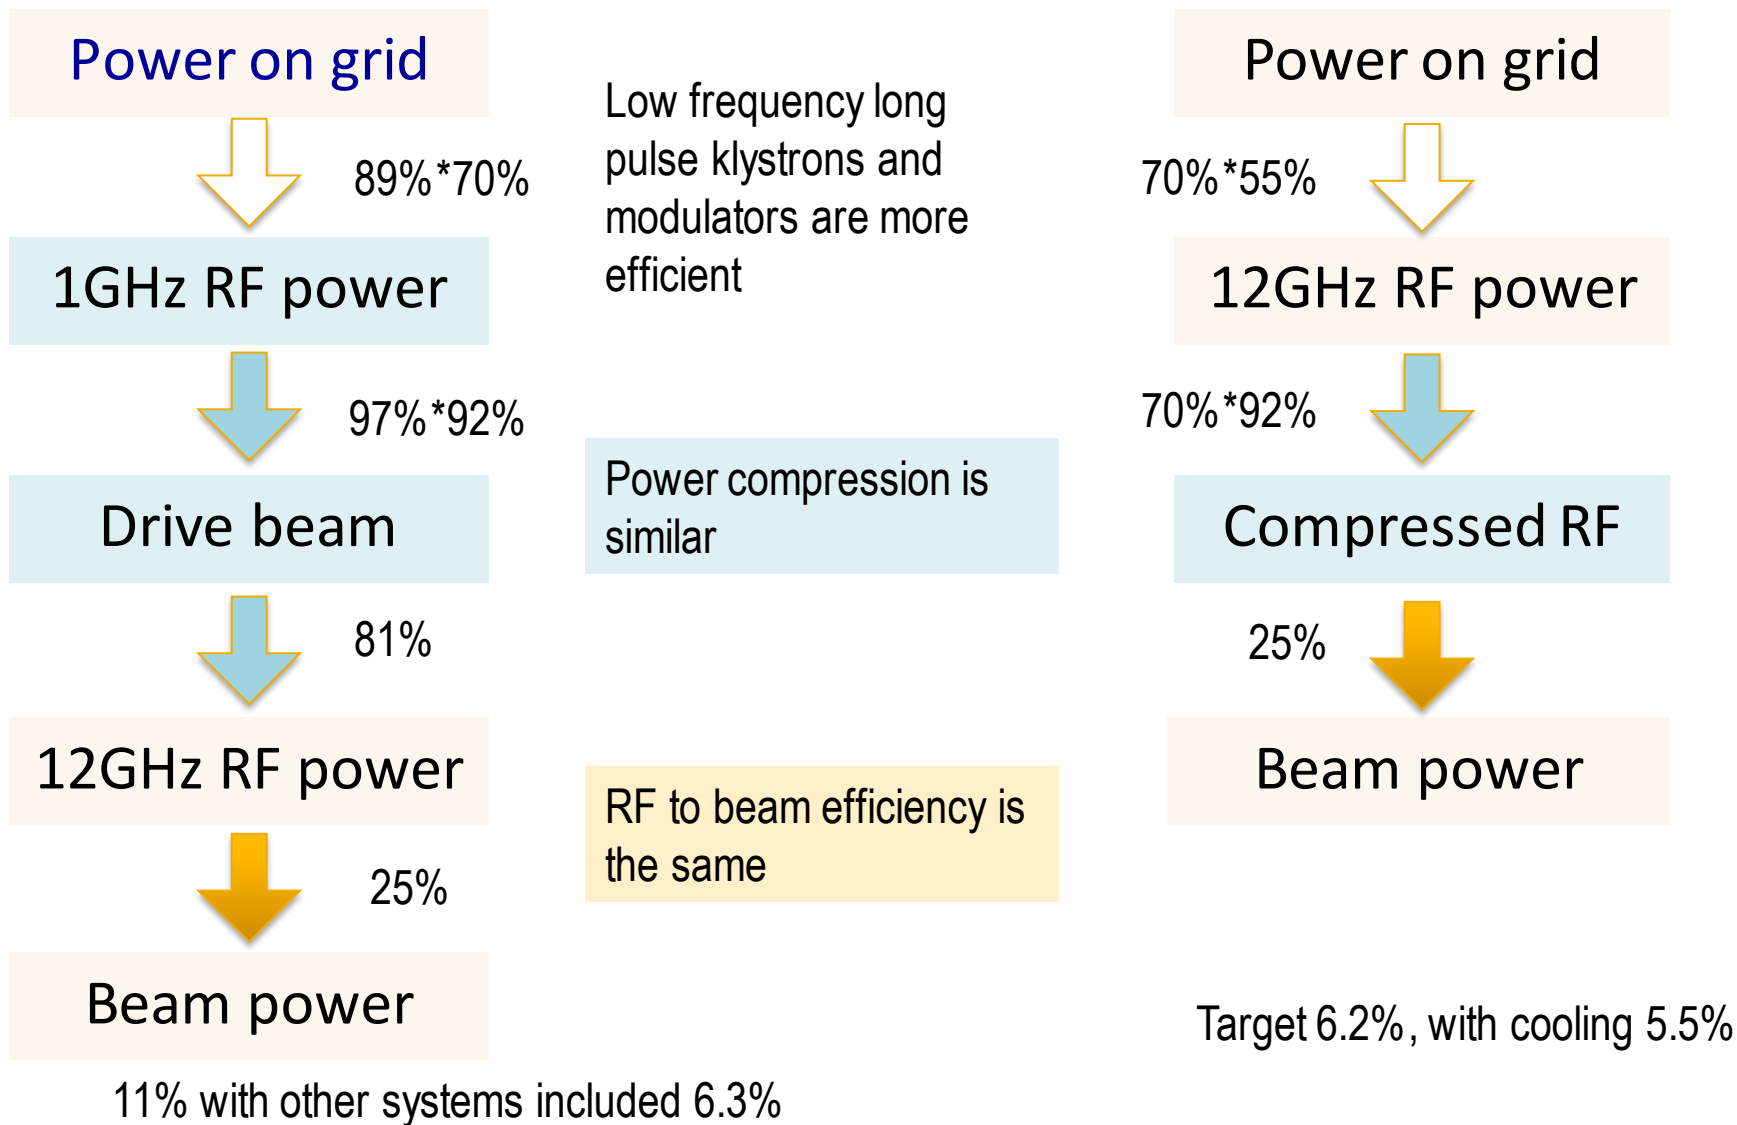 Power on grid
89%*70%
1GHz RF power
97%*92%
Drive beam
81%
12GHz RF power
25%
Beam power
11% with other systems included 6.3%
Low frequency long
pulse klystrons and
modulators are more
efficient
Power compression is
similar
RF to beam efficiency is
the same
Power on grid
70%*55%
12GHz RF power
70%*92%
Compressed RF
25%
Beam power
Target 6.2%, with cooling 5.5%